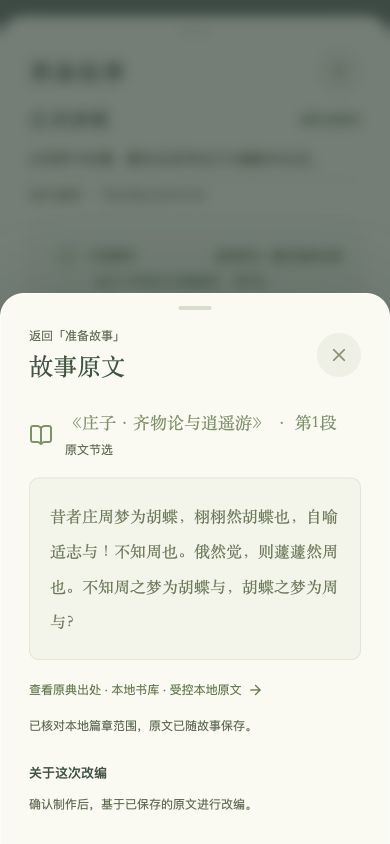 返回「准备故事」
故事原文
《庄子·齐物论与逍遥游》 · 第1段
原文节选
昔者庄周梦为胡蝶，栩栩然胡蝶也，自喻
适志与！不知周也。俄然觉，则蘧蘧然周
也。不知周之梦为胡蝶与，胡蝶之梦为周
与？
查看原典出处 · 本地书库 · 受控本地原文 →
已核对本地篇章范围，原文已随故事保存。
关于这次改编
确认制作后，基于已保存的原文进行改编。